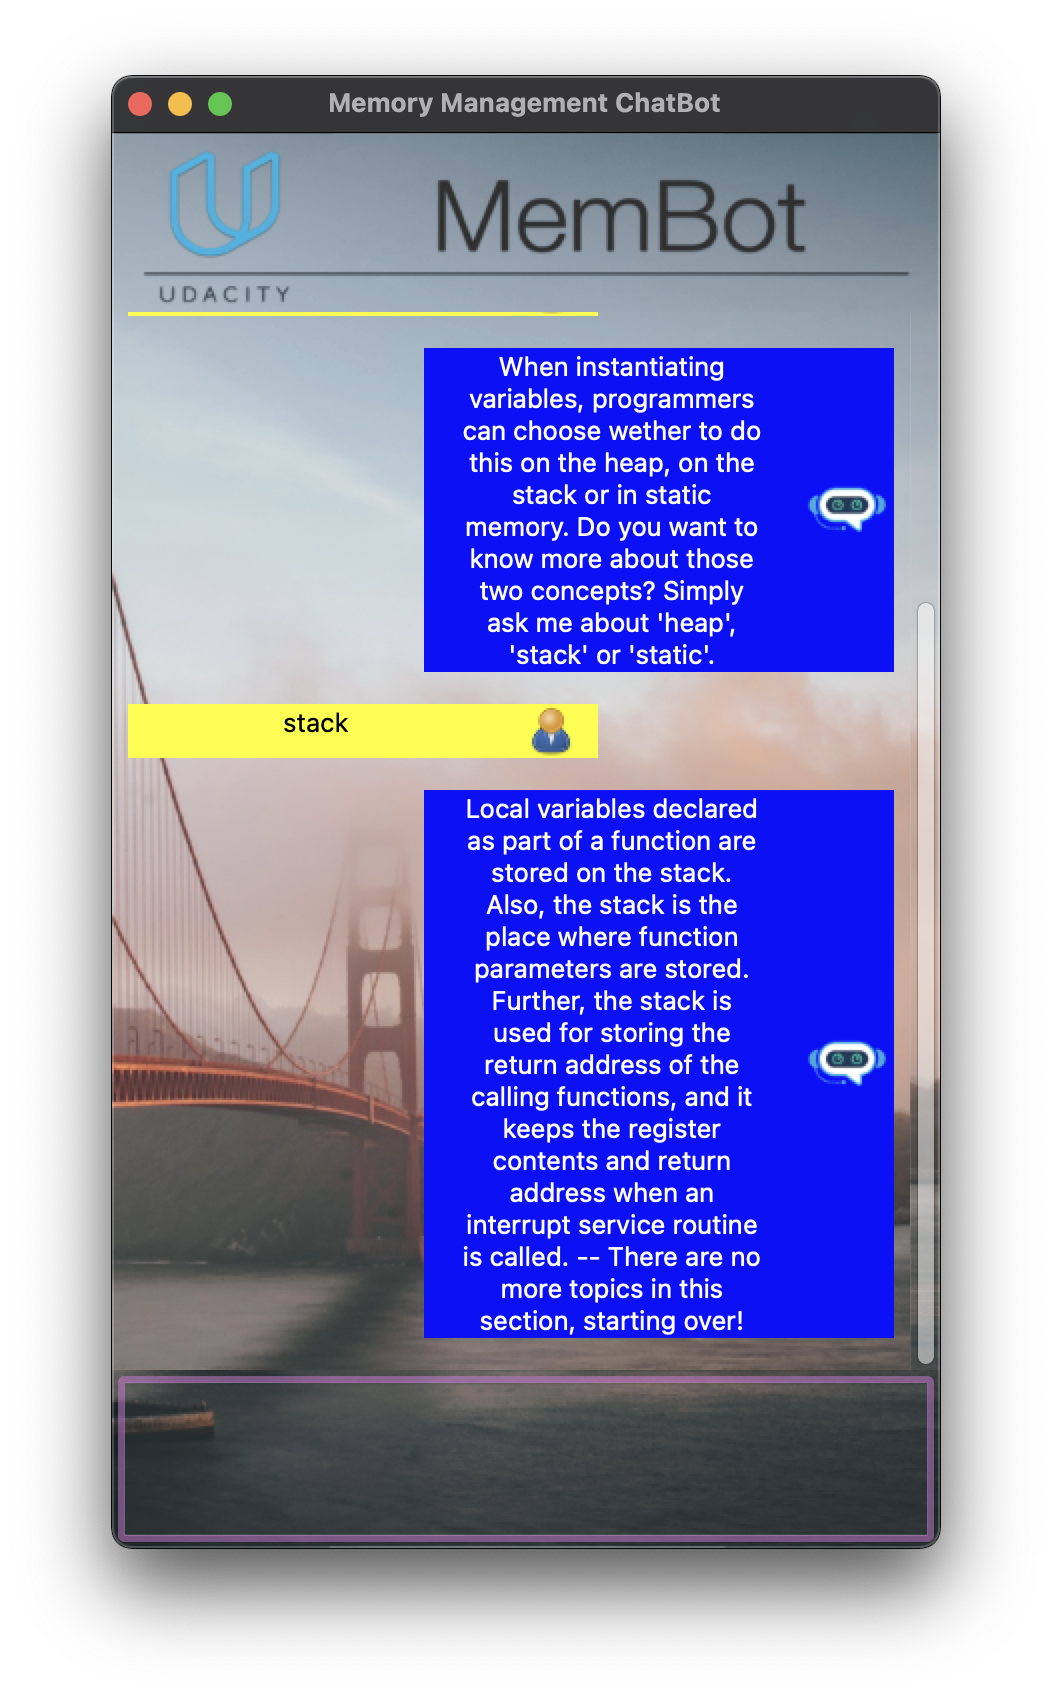 Memory Management ChatBot
MemBot
UDACITY
When instantiating
variables, programmers
can choose wether to do
this on the heap, on the
stack or in static
memory. Do you want to
know more about those
two concepts? Simply
ask me about 'heap',
'stack' or 'static'.
stack
Local variables declared
as part of a function are
stored on the stack.
Also, the stack is the
place where function
parameters are stored.
Further, the stack is
used for storing the
return address of the
calling functions, and it
keeps the register
contents and return
address when an
interrupt service routine
is called. -- There are no
more topics in this
section, starting over!